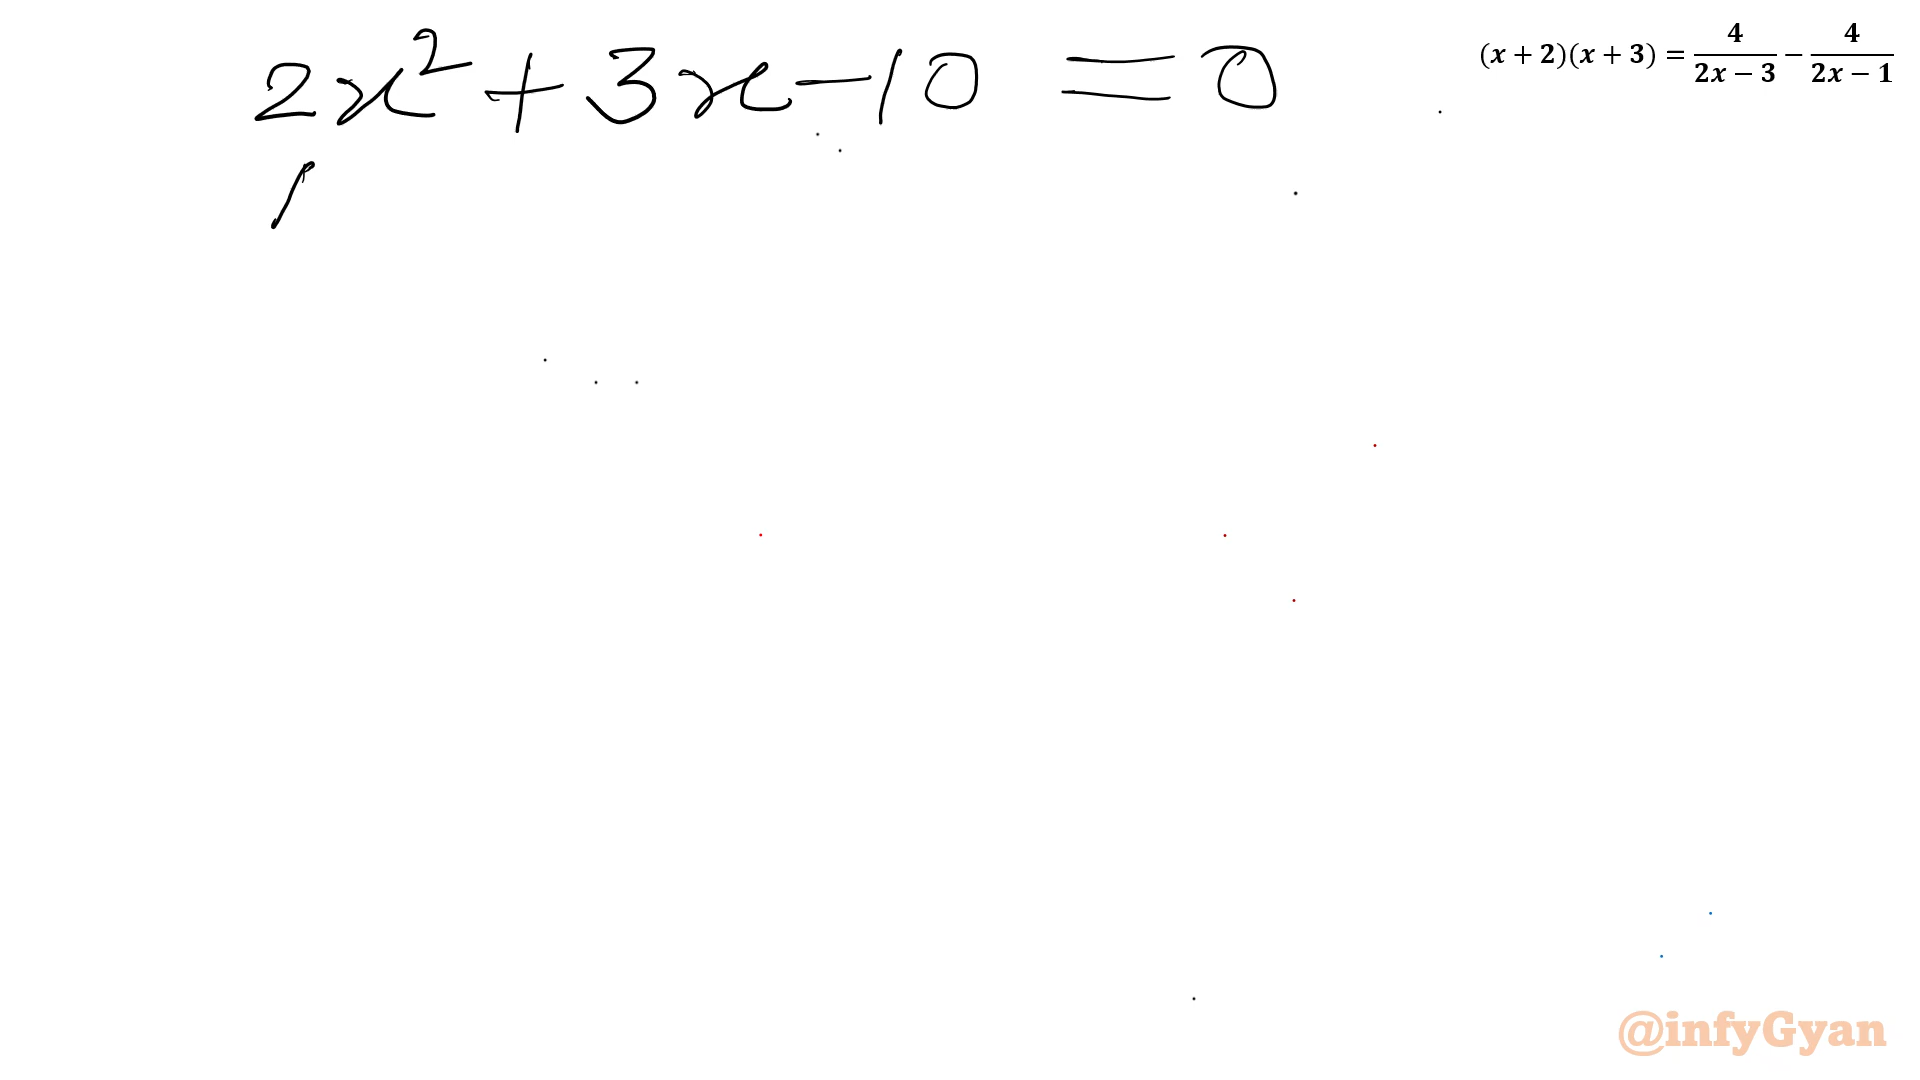 2x² + 3x - 10 = 0
(x + 2)(x + 3) = 4/(2x − 3) − 4/(2x − 1)
@infyGyan